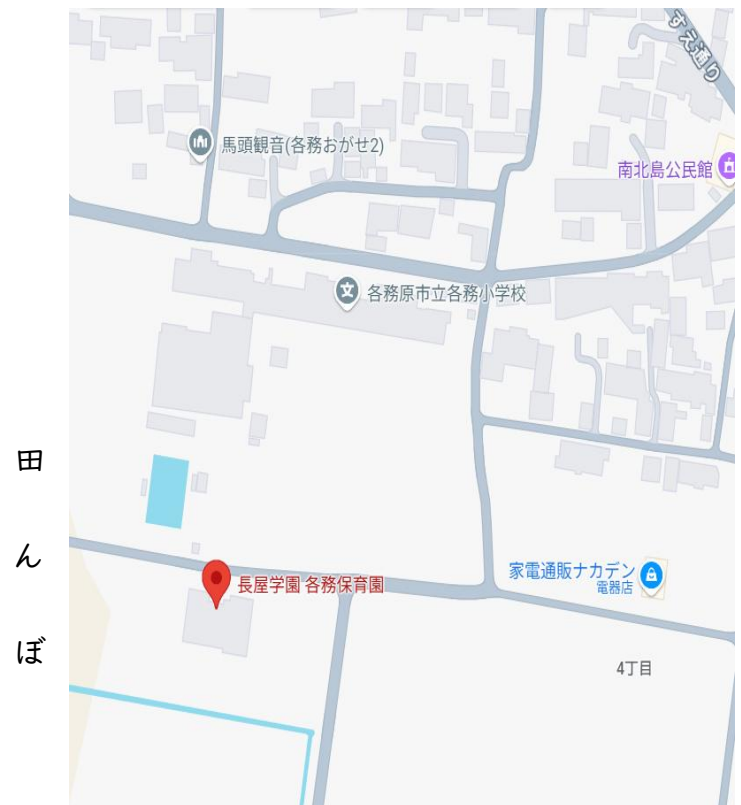 すえ通り
馬頭観音(各務おがせ2)
南北島公民館
各務原市立各務小学校
田んぼ
家電通販ナカデン
電器店
長屋学園 各務保育園
4丁目